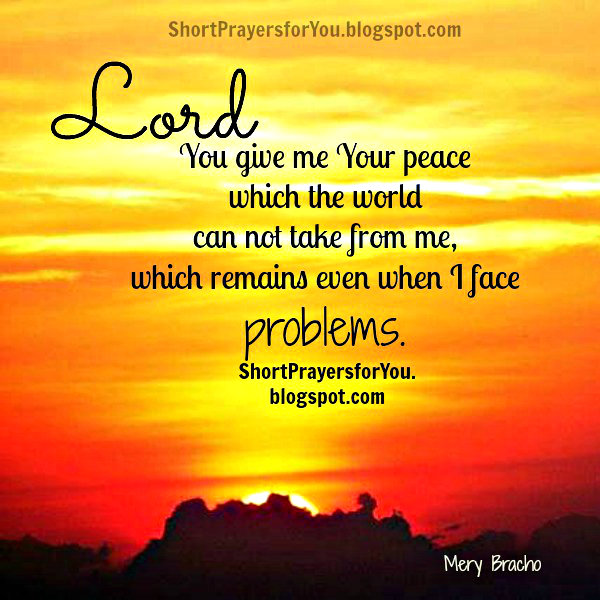 ShortPrayersforYou.blogspot.com
Lord
You give me Your peace
which the world
can not take from me,
which remains even when I face
problems.
ShortPrayersforYou.
blogspot.com
Mery Bracho